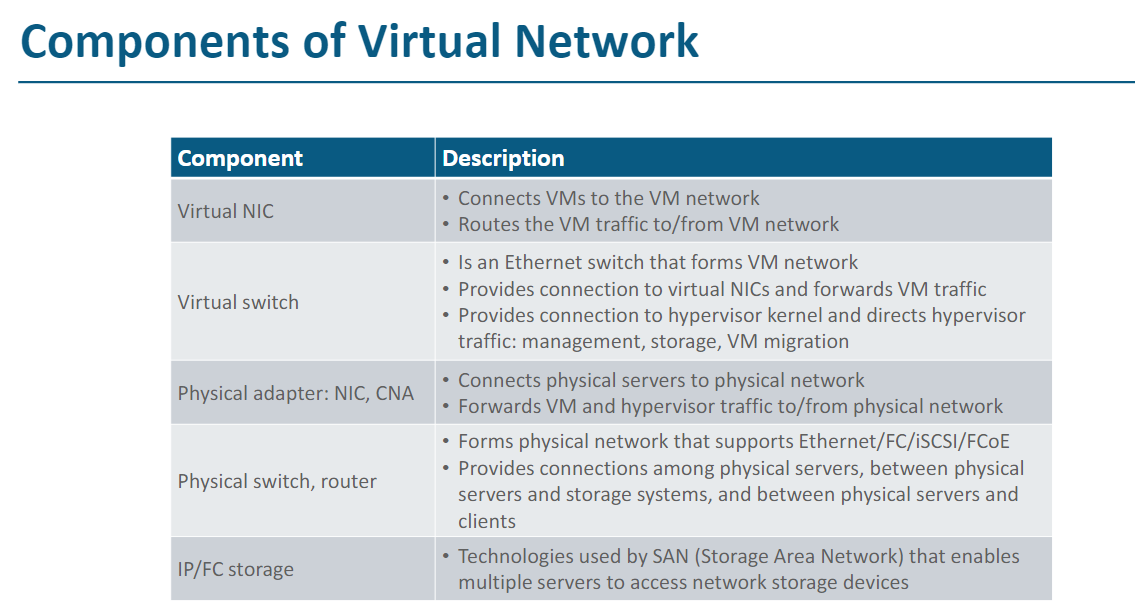 Components of Virtual Network
Component Description
Virtual NIC
• Connects VMs to the VM network
• Routes the VM traffic to/from VM network
Virtual switch
• Is an Ethernet switch that forms VM network
• Provides connection to virtual NICs and forwards VM traffic
• Provides connection to hypervisor kernel and directs hypervisor
traffic: management, storage, VM migration
Physical adapter: NIC, CNA
• Connects physical servers to physical network
• Forwards VM and hypervisor traffic to/from physical network
Physical switch, router
• Forms physical network that supports Ethernet/FC/iSCSI/FCoE
• Provides connections among physical servers, between physical
servers and storage systems, and between physical servers and
clients
IP/FC storage
• Technologies used by SAN (Storage Area Network) that enables
multiple servers to access network storage devices